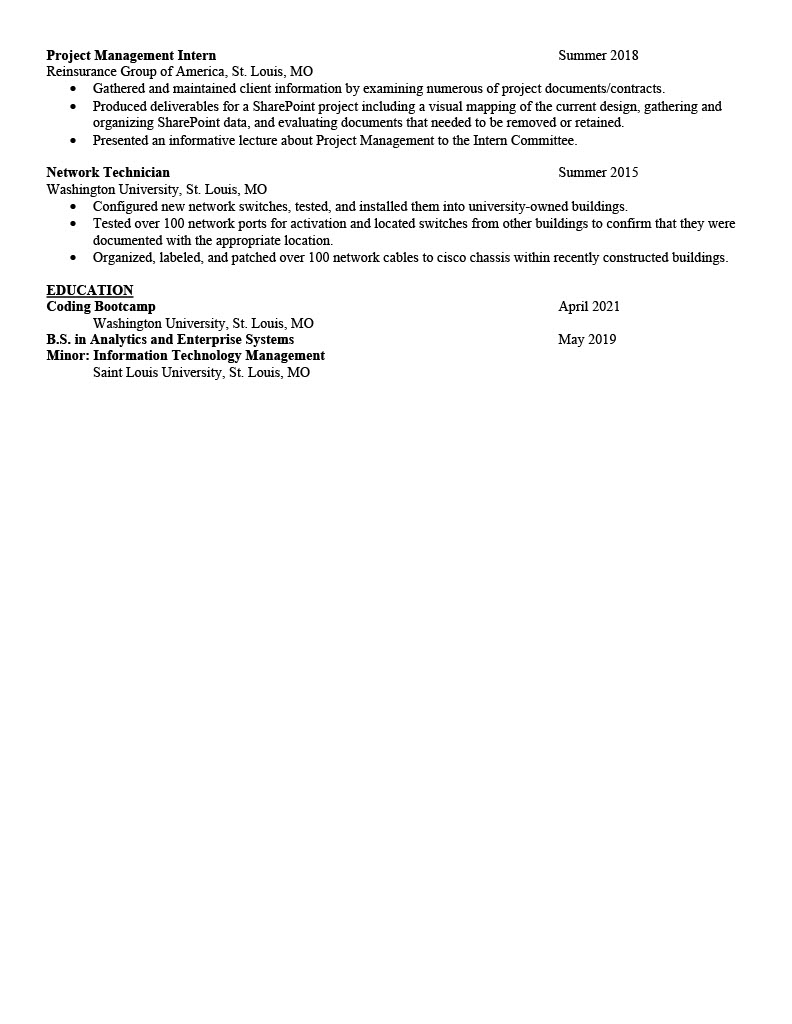 Project Management Intern Summer 2018
Reinsurance Group of America, St. Louis, MO
• Gathered and maintained client information by examining numerous of project documents/contracts.
• Produced deliverables for a SharePoint project including a visual mapping of the current design, gathering and
organizing SharePoint data, and evaluating documents that needed to be removed or retained.
• Presented an informative lecture about Project Management to the Intern Committee.
Network Technician Summer 2015
Washington University, St. Louis, MO
• Configured new network switches, tested, and installed them into university-owned buildings.
• Tested over 100 network ports for activation and located switches from other buildings to confirm that they were
documented with the appropriate location.
• Organized, labeled, and patched over 100 network cables to cisco chassis within recently constructed buildings.
EDUCATION
Coding Bootcamp April 2021
Washington University, St. Louis, MO
B.S. in Analytics and Enterprise Systems May 2019
Minor: Information Technology Management
Saint Louis University, St. Louis, MO